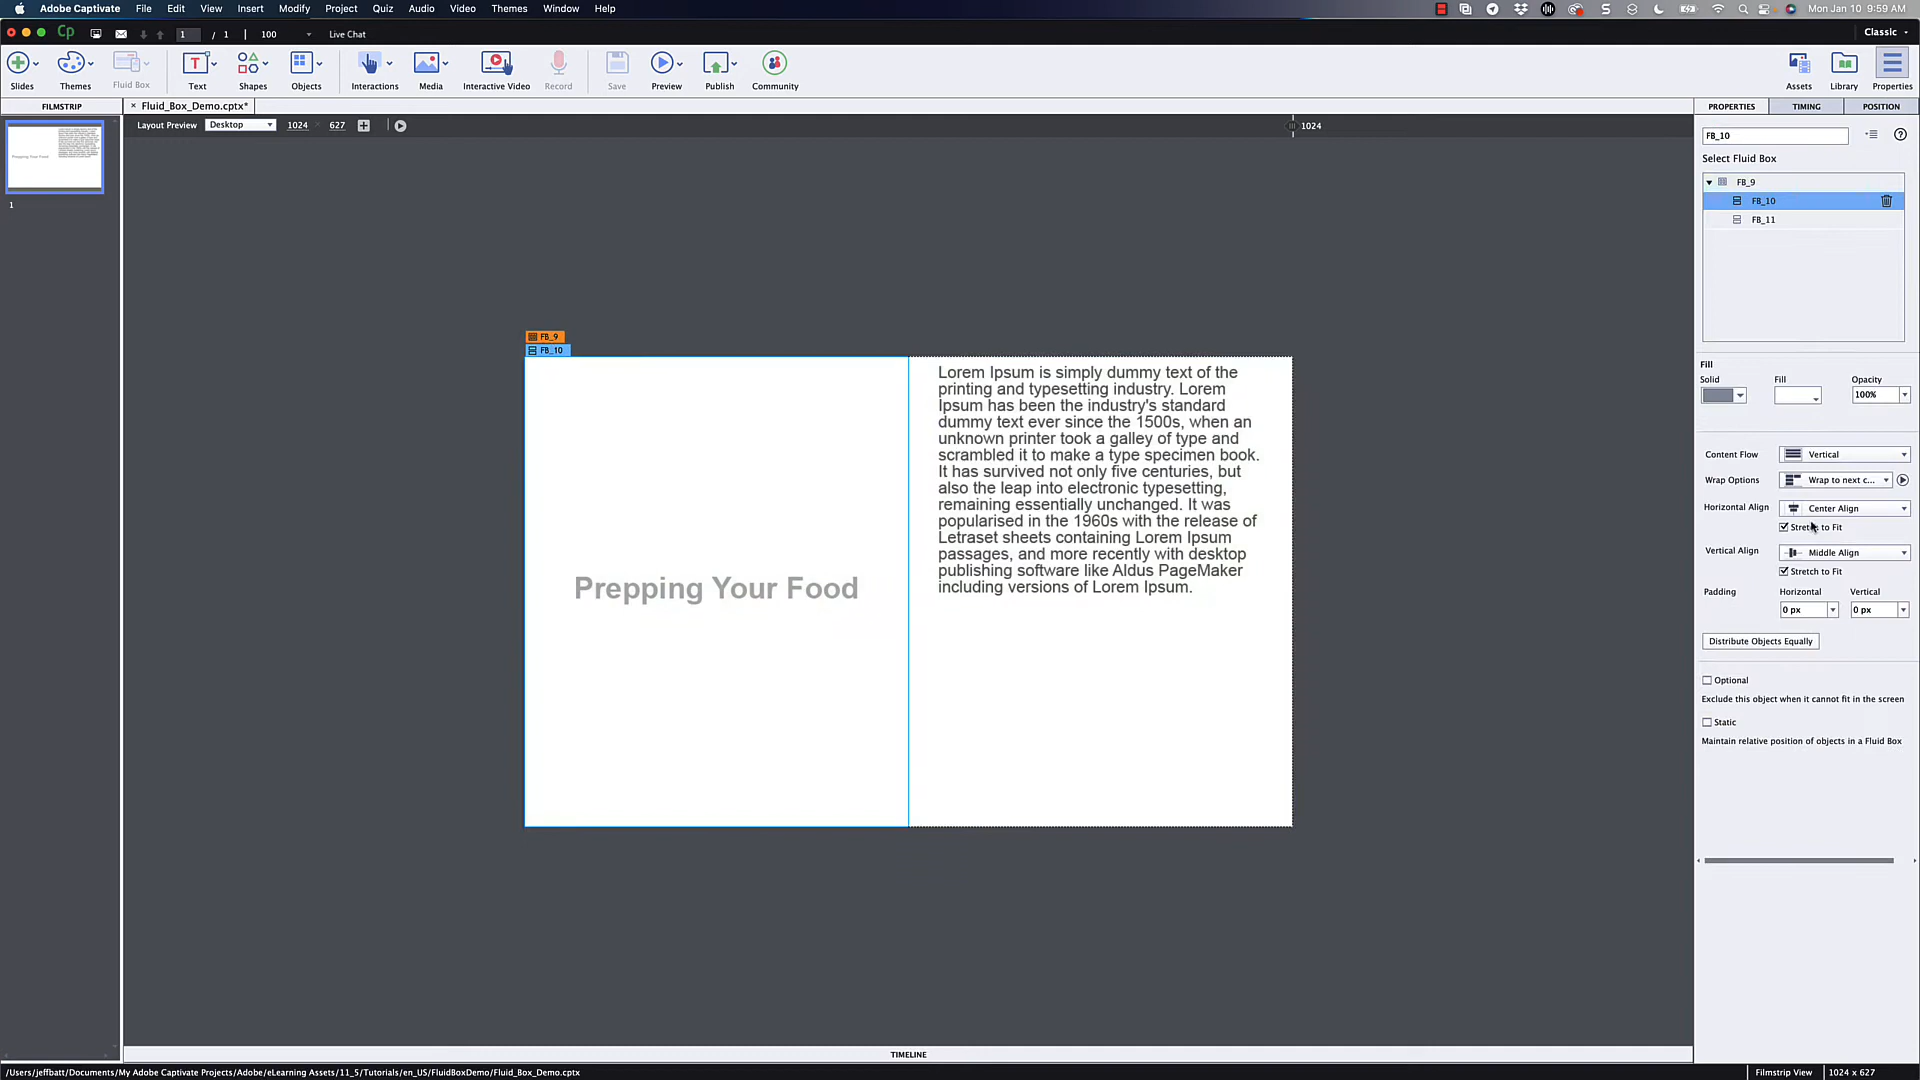 Adobe Captivate File Edit View Insert Modify Project Quiz Audio Video Themes Window Help Mon Jan 10 9:59 AM
Cp 1 / 1 100 Live Chat Classic
Slides Themes Fluid Box Text Shapes Objects Interactions Media Interactive Video Record Save Preview Publish Community Assets Library Properties
FILMSTRIP × Fluid_Box_Demo.cptx* PROPERTIES TIMING POSITION
Layout Preview Desktop 1024 × 627 1024
FB_10
Select Fluid Box
FB_9
FB_10
FB_11
Prepping Your Food
1
FB_9
FB_10
Lorem Ipsum is simply dummy text of the
printing and typesetting industry. Lorem
Ipsum has been the industry's standard
dummy text ever since the 1500s, when an
unknown printer took a galley of type and
scrambled it to make a type specimen book.
It has survived not only five centuries, but
also the leap into electronic typesetting,
remaining essentially unchanged. It was
popularised in the 1960s with the release of
Letraset sheets containing Lorem Ipsum
passages, and more recently with desktop
publishing software like Aldus PageMaker
including versions of Lorem Ipsum.
Prepping Your Food
Fill
Solid Fill Opacity
100%
Content Flow Vertical
Wrap Options Wrap to next c...
Horizontal Align Center Align
Stretch to Fit
Vertical Align Middle Align
Stretch to Fit
Padding Horizontal Vertical
0 px 0 px
Distribute Objects Equally
Optional
Exclude this object when it cannot fit in the screen
Static
Maintain relative position of objects in a Fluid Box
TIMELINE
/Users/jeffbatt/Documents/My Adobe Captivate Projects/Adobe/eLearning Assets/11_5/Tutorials/en_US/FluidBoxDemo/Fluid_Box_Demo.cptx Filmstrip View 1024 x 627